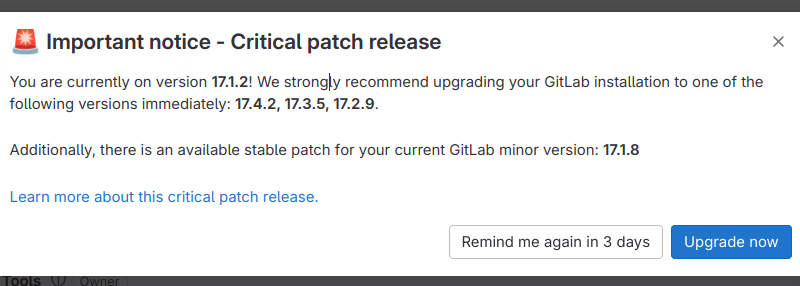 Important notice - Critical patch release
You are currently on version 17.1.2! We strongly recommend upgrading your GitLab installation to one of the
following versions immediately: 17.4.2, 17.3.5, 17.2.9.
Additionally, there is an available stable patch for your current GitLab minor version: 17.1.8
Learn more about this critical patch release.
Remind me again in 3 days Upgrade now
Tools Owner